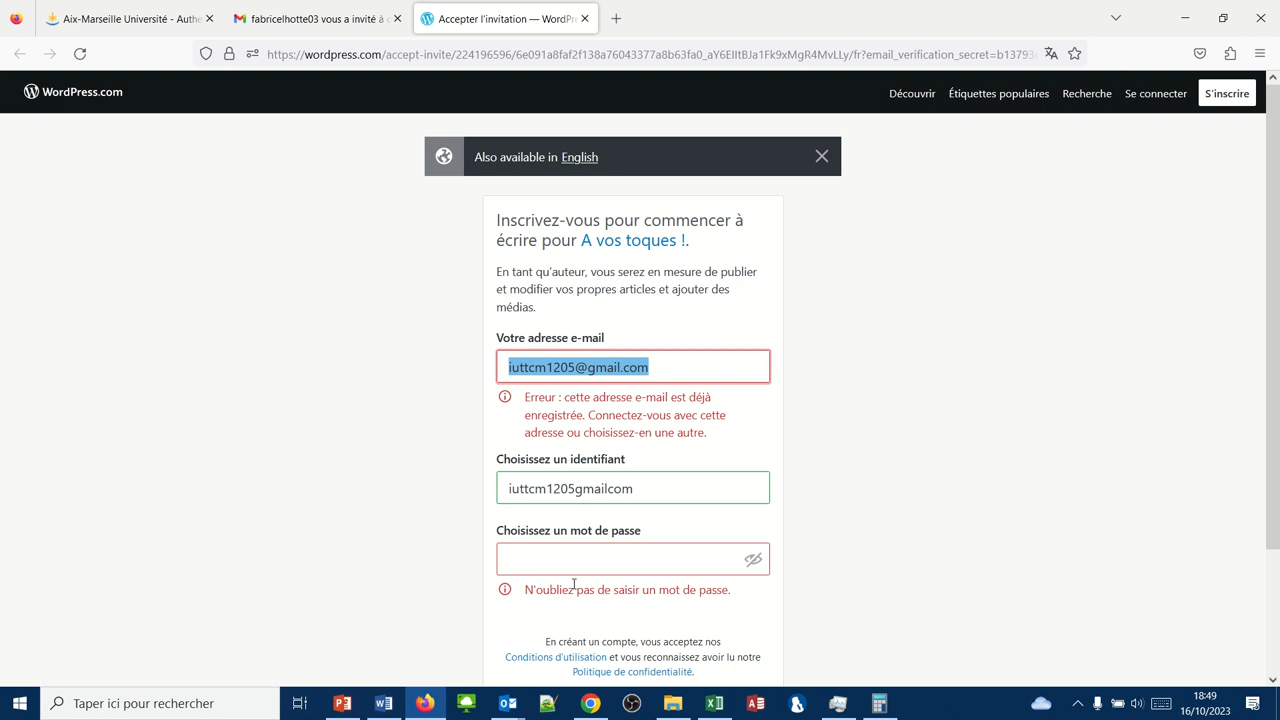 Aix-Marseille Université - Authe
fabricelhotte03 vous a invité à c
Accepter l'invitation — WordPr
https://wordpress.com/accept-invite/224196596/6e091a8faf2f138a76043377a8b63fa0_aY6EIItBJa1Fk9xMgR4MvLLy/fr?email_verification_secret=b13793
WordPress.com
Découvrir
Étiquettes populaires
Recherche
Se connecter
S'inscrire
Also available in English
Inscrivez-vous pour commencer à
écrire pour A vos toques !.
En tant qu'auteur, vous serez en mesure de publier
et modifier vos propres articles et ajouter des
médias.
Votre adresse e-mail
iuttcm1205@gmail.com
Erreur : cette adresse e-mail est déjà
enregistrée. Connectez-vous avec cette
adresse ou choisissez-en une autre.
Choisissez un identifiant
iuttcm1205gmailcom
Choisissez un mot de passe
N'oubliez pas de saisir un mot de passe.
En créant un compte, vous acceptez nos
Conditions d'utilisation et vous reconnaissez avoir lu notre
Politique de confidentialité.
Taper ici pour rechercher
18:49
16/10/2023